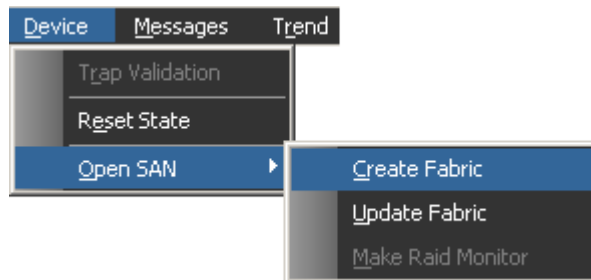 Device Messages Trend
Trap Validation
Reset State
Open SAN
Create Fabric
Update Fabric
Make Raid Monitor